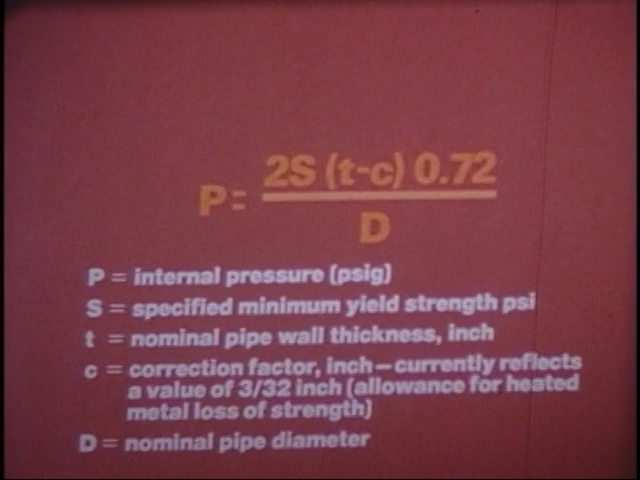 P = 2S (t-c) 0.72
D
P = internal pressure (psig)
S = specified minimum yield strength psi
t = nominal pipe wall thickness, inch
c = correction factor, inch—currently reflects
a value of 3/32 inch (allowance for heated
metal loss of strength)
D = nominal pipe diameter